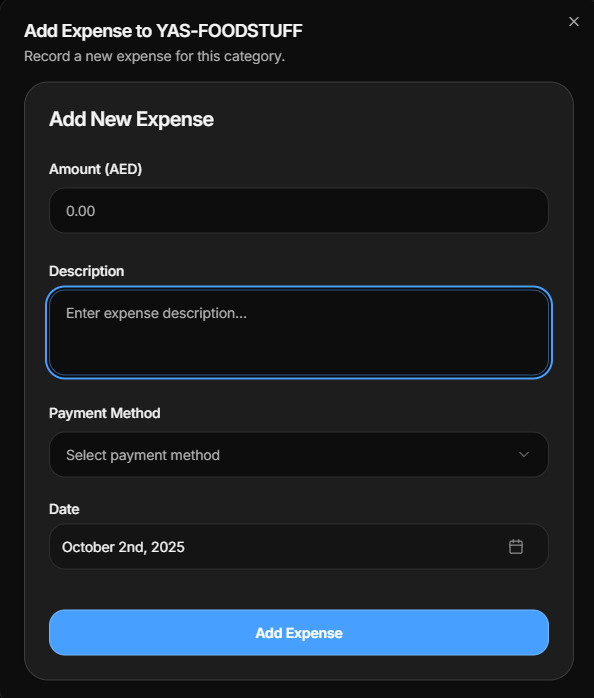 Add Expense to YAS-FOODSTUFF
Record a new expense for this category.
Add New Expense
Amount (AED)
0.00
Description
Enter expense description...
Payment Method
Select payment method
Date
October 2nd, 2025
Add Expense